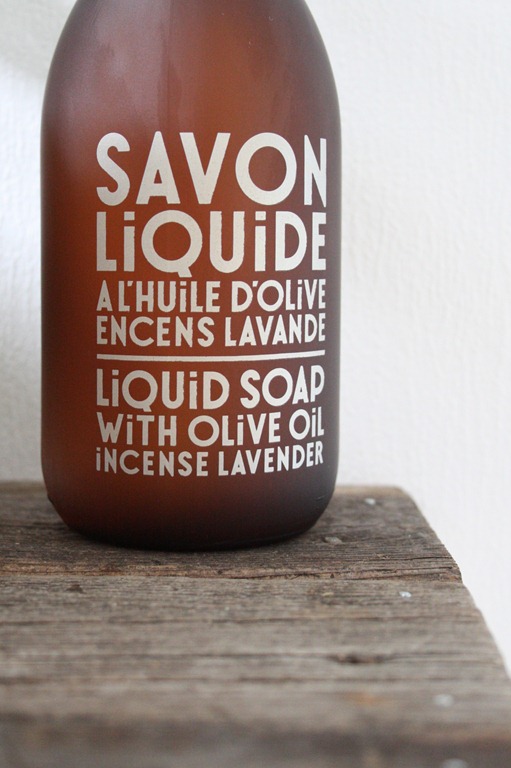 SAVON
LiQUiDE
A L'HUiLE D'OLiVE
ENCENS LAVANDE
LiQUiD SOAP
WiTH OLiVE OiL
iNCENSE LAVENDER